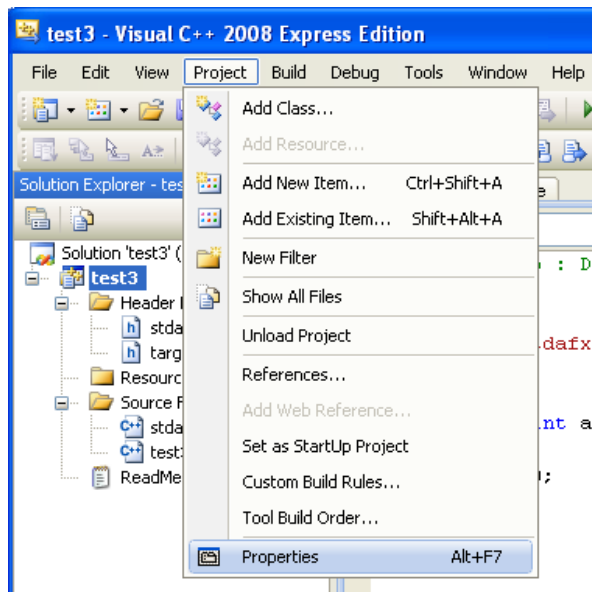 test3 - Visual C++ 2008 Express Edition
File Edit View Project Build Debug Tools Window Help
Add Class...
Add Resource...
Solution Explorer - tes
Add New Item... Ctrl+Shift+A
e
Add Existing Item... Shift+Alt+A
Solution 'test3' (
New Filter
: D
test3
Header
Show All Files
stda
Unload Project
dafx
targ
Resourc
References...
Source F
Add Web Reference...
nt a
stda
Set as StartUp Project
test
ReadMe
Custom Build Rules...
;
Tool Build Order...
Properties Alt+F7